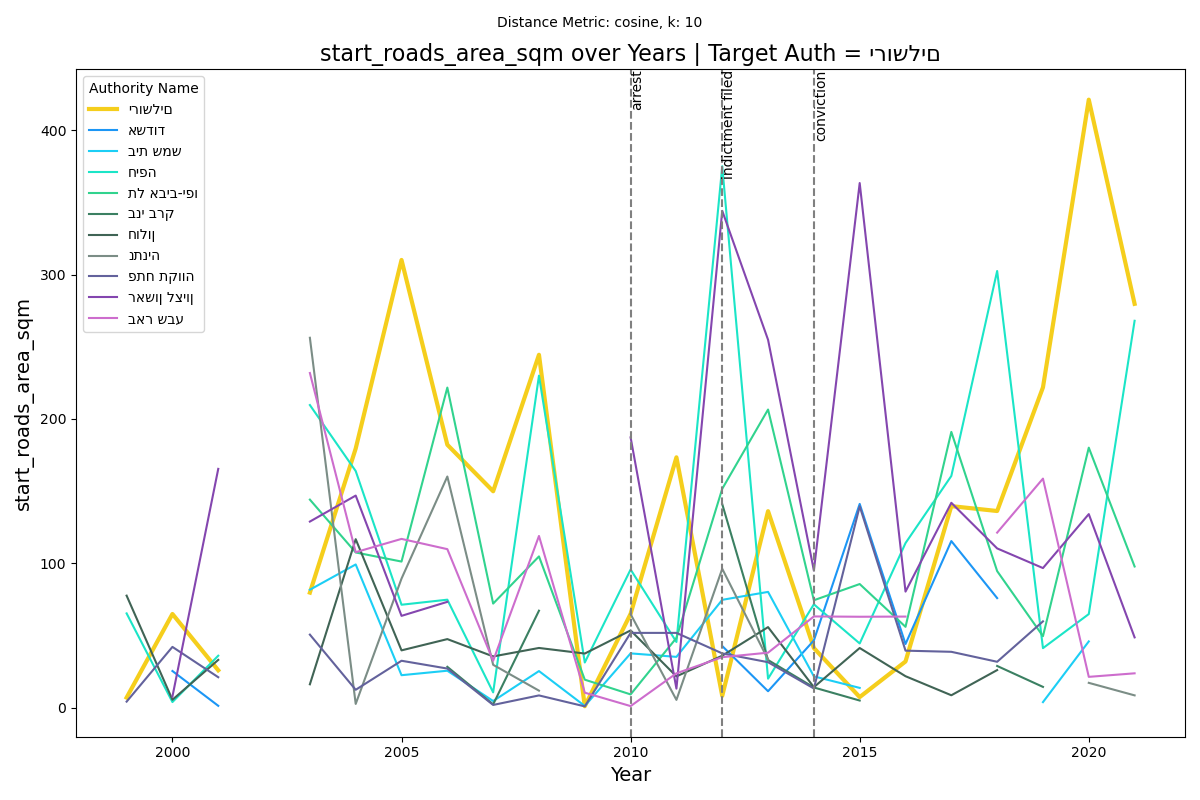 Distance Metric: cosine, k: 10
start_roads_area_sqm over Years | Target Auth = ירושלים
Authority Name
ירושלים
אשדוד
בית שמש
חיפה
תל אביב-יפו
בני ברק
חולון
נתניה
פתח תקווה
ראשון לציון
באר שבע
arrest
indictment filed
conviction
start_roads_area_sqm
400
300
200
100
0
2000
2005
2010
2015
2020
Year